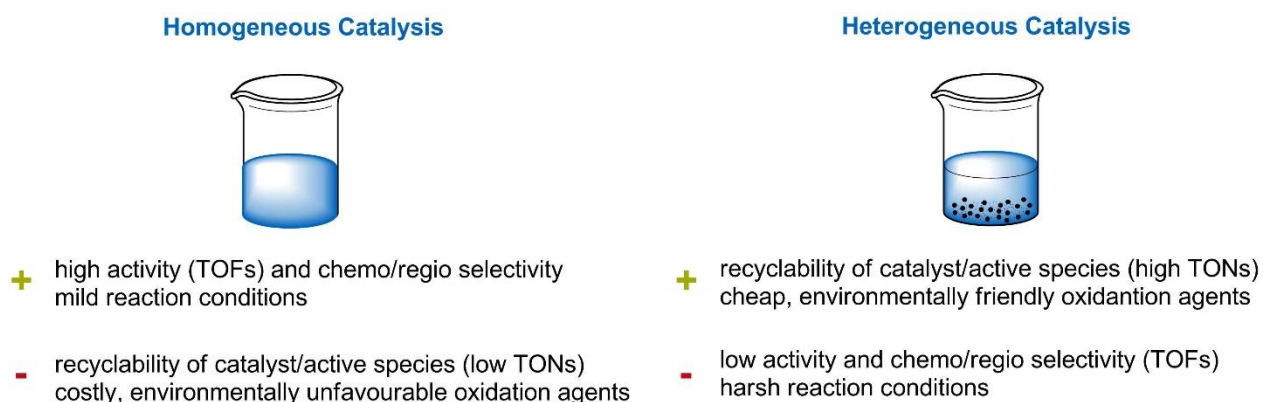 Homogeneous Catalysis
+ high activity (TOFs) and chemo/regio selectivity
mild reaction conditions
- recyclability of catalyst/active species (low TONs)
costly, environmentally unfavourable oxidation agents
Heterogeneous Catalysis
+ recyclability of catalyst/active species (high TONs)
cheap, environmentally friendly oxidantion agents
- low activity and chemo/regio selectivity (TOFs)
harsh reaction conditions